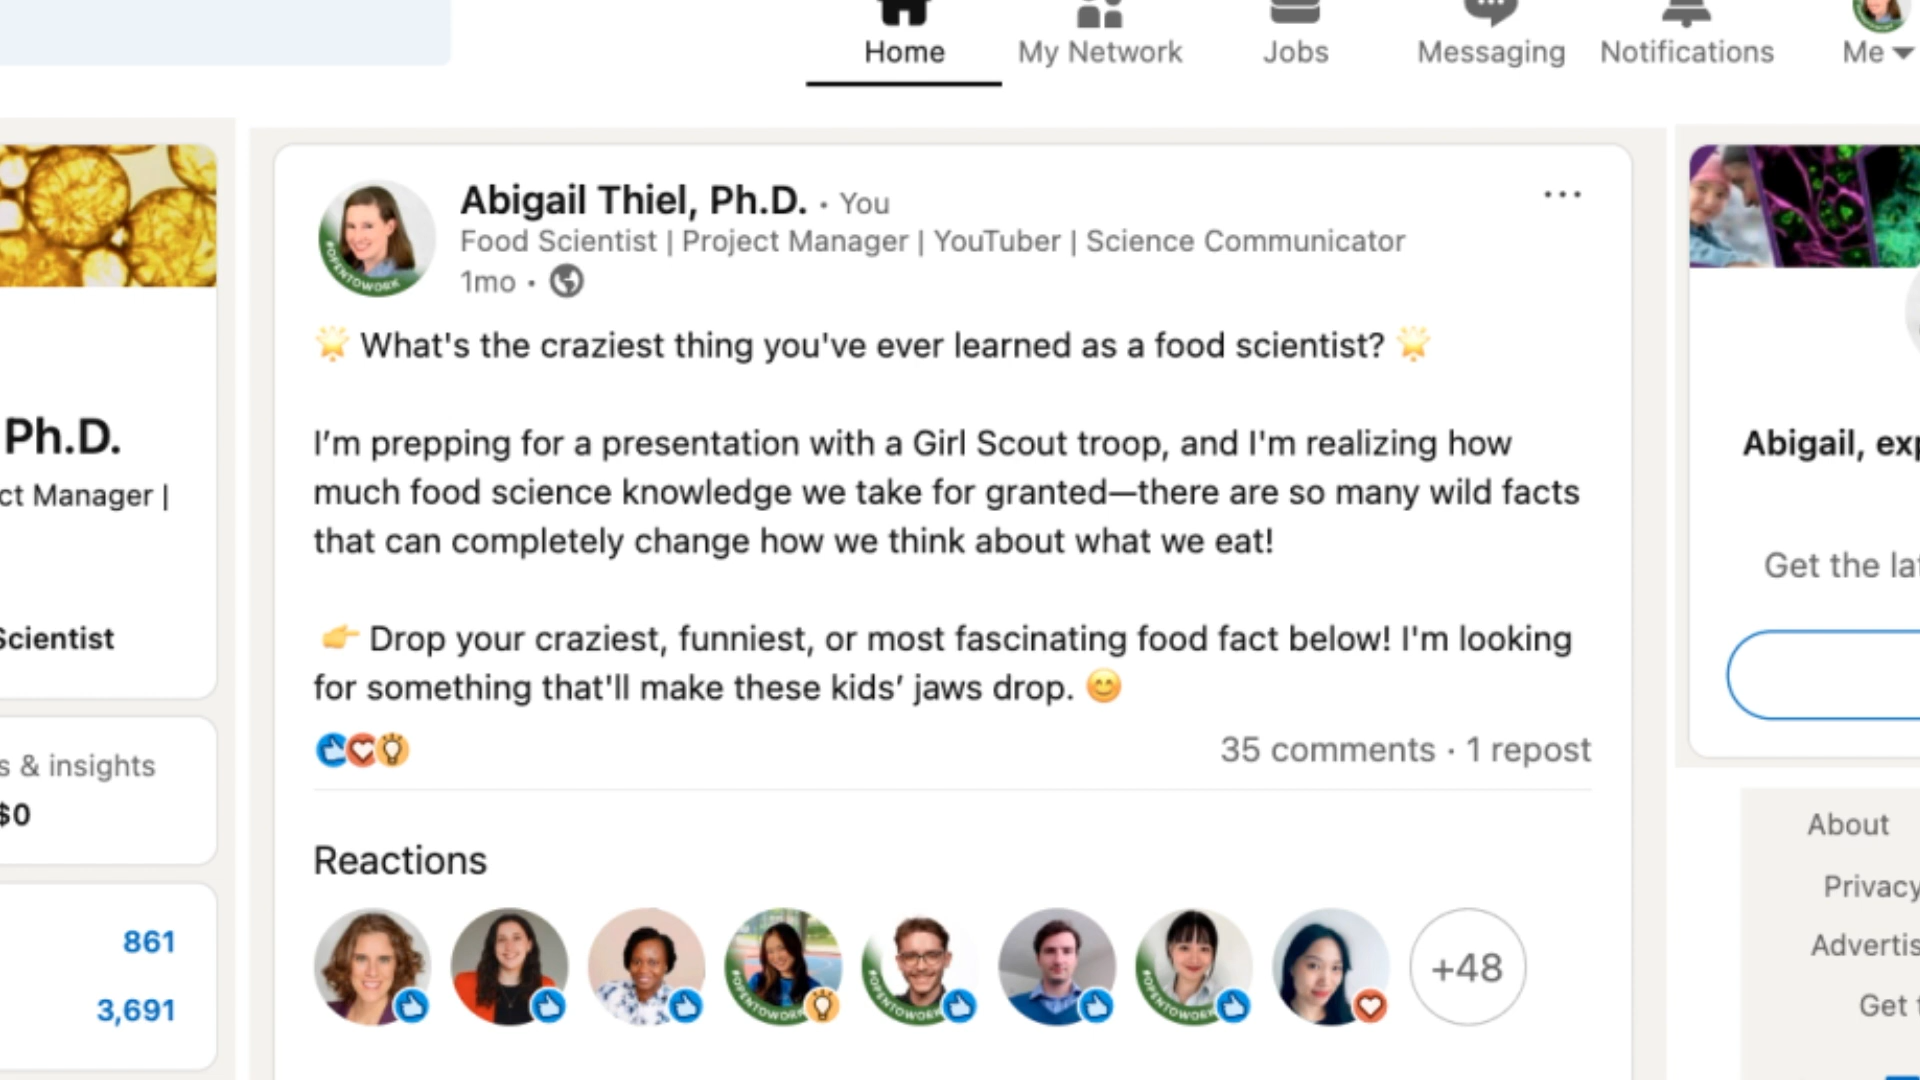 Home
My Network
Jobs
Messaging
Notifications
Me
Ph.D.
ct Manager |
Scientist
s & insights
$0
861
3,691
Abigail Thiel, Ph.D. • You
Food Scientist | Project Manager | YouTuber | Science Communicator
1mo •
#OPENTOWORK
🌟 What's the craziest thing you've ever learned as a food scientist? 🌟
I’m prepping for a presentation with a Girl Scout troop, and I'm realizing how
much food science knowledge we take for granted—there are so many wild facts
that can completely change how we think about what we eat!
👉 Drop your craziest, funniest, or most fascinating food fact below! I'm looking
for something that'll make these kids’ jaws drop. 😊
35 comments · 1 repost
Reactions
#OPENTOWORK
#OPENTOWORK
#OPENTOWORK
+48
Abigail, exp
Get the lat
About
Privacy
Advertis
Get t